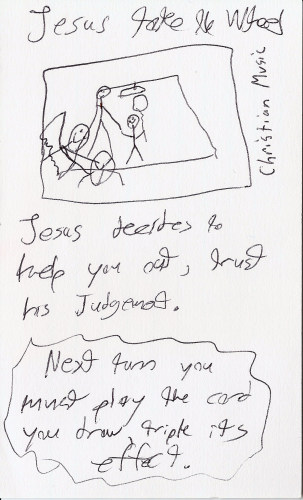 Jesus take the Wheel
Christian Music
Jesus decides to
help you out, trust
his Judgement.
Next turn you
must play the card
you draw, triple its
effect.